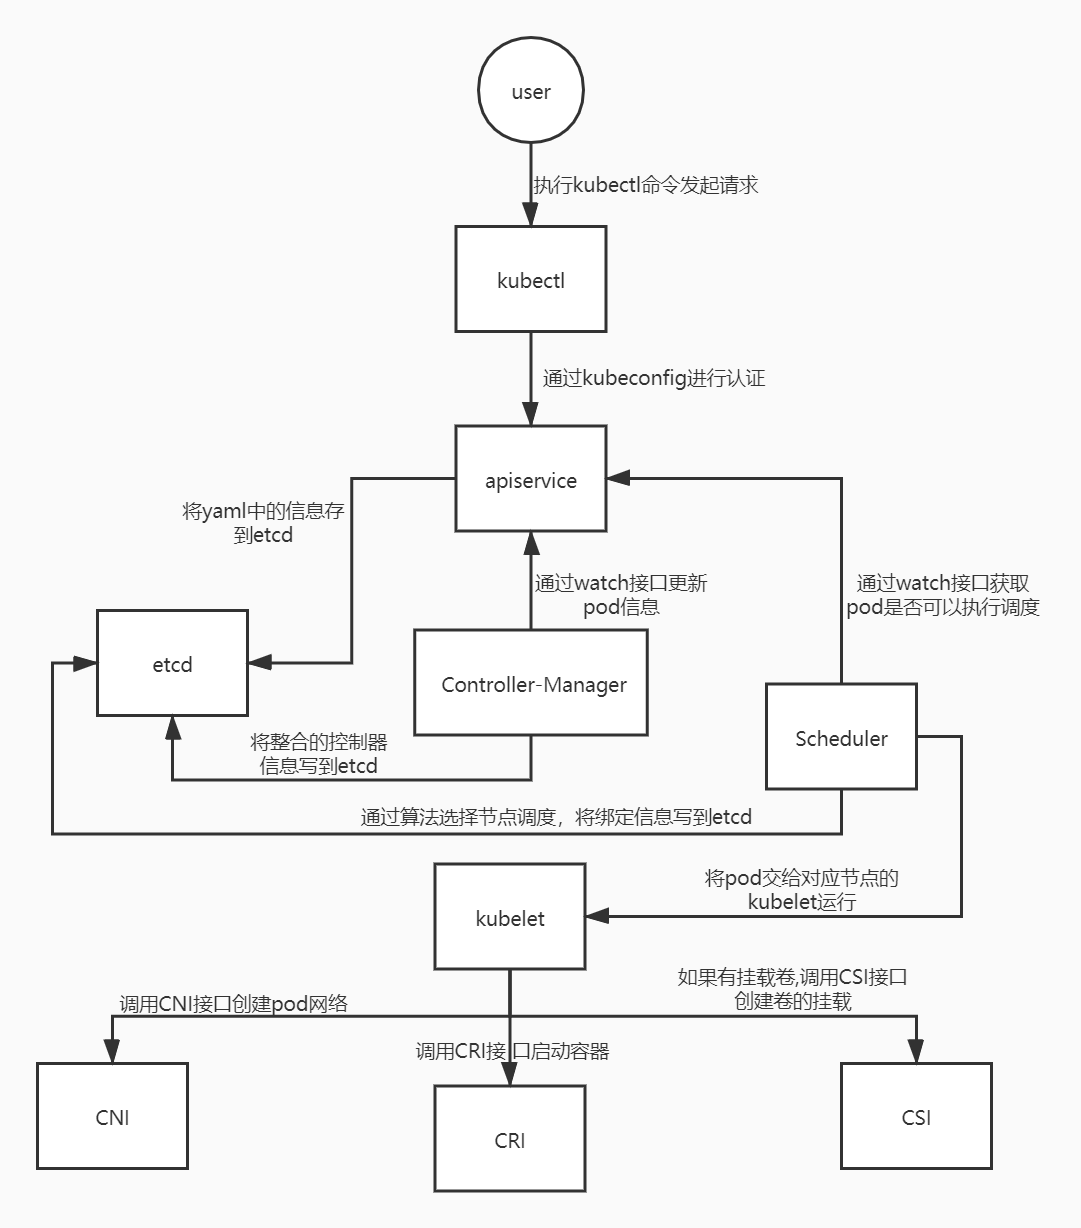 user
执行kubectl命令发起请求
kubectl
通过kubeconfig进行认证
apiservice
将yaml中的信息存
到etcd
通过watch接口更新
pod信息
通过watch接口获取
pod是否可以执行调度
etcd
Controller-Manager
Scheduler
将整合的控制器
信息写到etcd
通过算法选择节点调度，将绑定信息写到etcd
将pod交给对应节点的
kubelet运行
kubelet
如果有挂载卷,调用CSI接口
创建卷的挂载
调用CNI接口创建pod网络
调用CRI接口启动容器
CNI
CRI
CSI